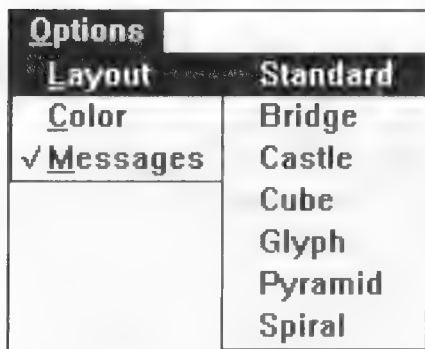 Options
Layout Standard
Color Bridge
√ Messages Castle
Cube
Glyph
Pyramid
Spiral